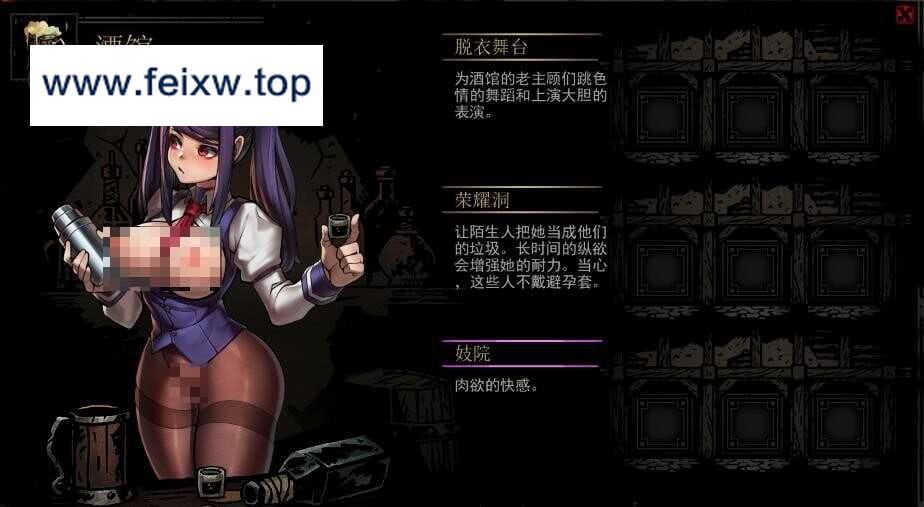 酒馆
www.feixw.top
脱衣舞台
为酒馆的老主顾们跳色
情的舞蹈和上演大胆的
表演。
荣耀洞
让陌生人把她当成他们
的垃圾。长时间的纵欲
会增强她的耐力。当心
，这些人不戴避孕套。
妓院
肉欲的快感。